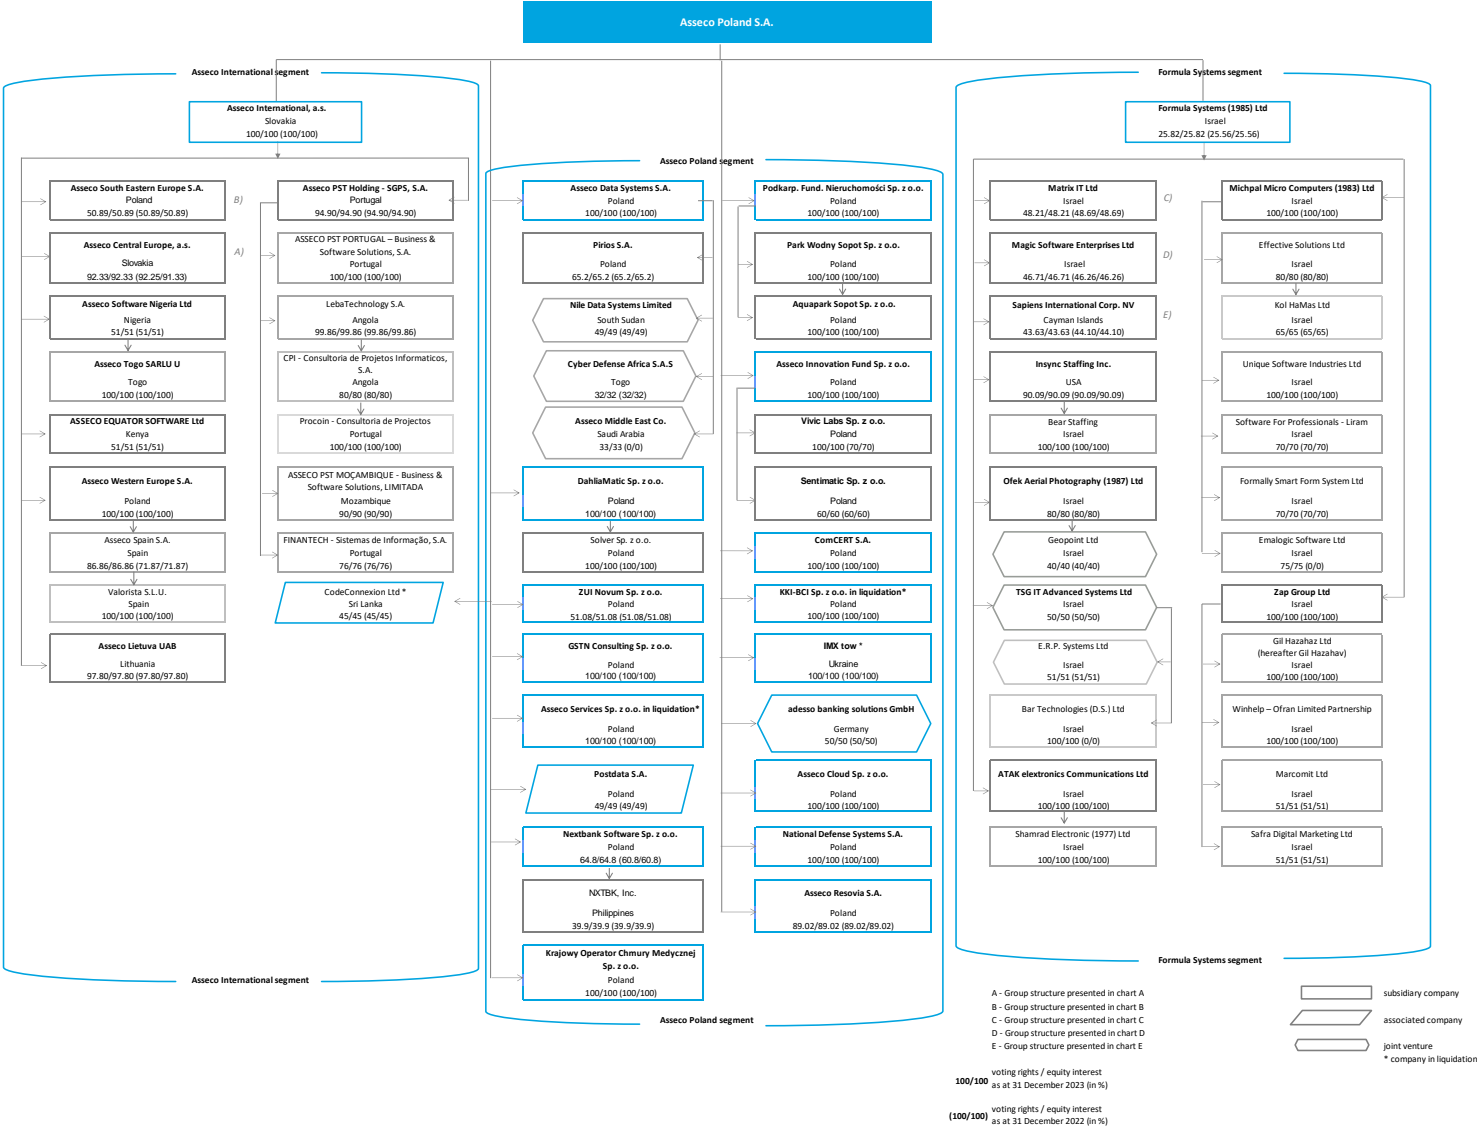 Asseco Poland S.A.
Asseco International segment
Asseco International, a.s.
Slovakia
100/100 (100/100)
Asseco South Eastern Europe S.A.
Poland
50.89/50.89 (50.89/50.89)
B)
Asseco Central Europe, a.s.
Slovakia
92.33/92.33 (92.25/91.33)
A)
Asseco Software Nigeria Ltd
Nigeria
51/51 (51/51)
Asseco Togo SARLU U
Togo
100/100 (100/100)
ASSECO EQUATOR SOFTWARE Ltd
Kenya
51/51 (51/51)
Asseco Western Europe S.A.
Poland
100/100 (100/100)
Asseco Spain S.A.
Spain
86.86/86.86 (71.87/71.87)
Valorista S.L.U.
Spain
100/100 (100/100)
Asseco Lietuva UAB
Lithuania
97.80/97.80 (97.80/97.80)
Asseco PST Holding - SGPS, S.A.
Portugal
94.90/94.90 (94.90/94.90)
ASSECO PST PORTUGAL – Business &
Software Solutions, S.A.
Portugal
100/100 (100/100)
LebaTechnology S.A.
Angola
99.86/99.86 (99.86/99.86)
CPI - Consultoria de Projetos Informaticos,
S.A.
Angola
80/80 (80/80)
Procoin - Consultoria de Projectos
Portugal
100/100 (100/100)
ASSECO PST MOÇAMBIQUE - Business &
Software Solutions, LIMITADA
Mozambique
90/90 (90/90)
FINANTECH - Sistemas de Informação, S.A.
Portugal
76/76 (76/76)
CodeConnexion Ltd *
Sri Lanka
45/45 (45/45)
Asseco International segment
Asseco Poland segment
Asseco Data Systems S.A.
Poland
100/100 (100/100)
Pirios S.A.
Poland
65.2/65.2 (65.2/65.2)
Nile Data Systems Limited
South Sudan
49/49 (49/49)
Cyber Defense Africa S.A.S
Togo
32/32 (32/32)
Asseco Middle East Co.
Saudi Arabia
33/33 (0/0)
DahliaMatic Sp. z o.o.
Poland
100/100 (100/100)
Solver Sp. z o.o.
Poland
100/100 (100/100)
ZUI Novum Sp. z o.o.
Poland
51.08/51.08 (51.08/51.08)
GSTN Consulting Sp. z o.o.
Poland
100/100 (100/100)
Asseco Services Sp. z o.o. in liquidation*
Poland
100/100 (100/100)
Postdata S.A.
Poland
49/49 (49/49)
Nextbank Software Sp. z o.o.
Poland
64.8/64.8 (60.8/60.8)
NXTBK, Inc.
Philippines
39.9/39.9 (39.9/39.9)
Krajowy Operator Chmury Medycznej
Sp. z o.o.
Poland
100/100 (100/100)
Podkarp. Fund. Nieruchomości Sp. z o.o.
Poland
100/100 (100/100)
Park Wodny Sopot Sp. z o.o.
Poland
100/100 (100/100)
Aquapark Sopot Sp. z o.o.
Poland
100/100 (100/100)
Asseco Innovation Fund Sp. z o.o.
Poland
100/100 (100/100)
Vivic Labs Sp. z o.o.
Poland
100/100 (70/70)
Sentimatic Sp. z o.o.
Poland
60/60 (60/60)
ComCERT S.A.
Poland
100/100 (100/100)
KKI-BCI Sp. z o.o. in liquidation*
Poland
100/100 (100/100)
IMX tow *
Ukraine
100/100 (100/100)
adesso banking solutions GmbH
Germany
50/50 (50/50)
Asseco Cloud Sp. z o.o.
Poland
100/100 (100/100)
National Defense Systems S.A.
Poland
100/100 (100/100)
Asseco Resovia S.A.
Poland
89.02/89.02 (89.02/89.02)
Asseco Poland segment
Formula Systems segment
Formula Systems (1985) Ltd
Israel
25.82/25.82 (25.56/25.56)
Matrix IT Ltd
Israel
48.21/48.21 (48.69/48.69)
C)
Magic Software Enterprises Ltd
Israel
46.71/46.71 (46.26/46.26)
D)
Sapiens International Corp. NV
Cayman Islands
43.63/43.63 (44.10/44.10)
E)
Insync Staffing Inc.
USA
90.09/90.09 (90.09/90.09)
Bear Staffing
Israel
100/100 (100/100)
Ofek Aerial Photography (1987) Ltd
Israel
80/80 (80/80)
Geopoint Ltd
Israel
40/40 (40/40)
TSG IT Advanced Systems Ltd
Israel
50/50 (50/50)
E.R.P. Systems Ltd
Israel
51/51 (51/51)
Bar Technologies (D.S.) Ltd
Israel
100/100 (0/0)
ATAK elextronics Communications Ltd
Israel
100/100 (100/100)
Shamrad Electronic (1977) Ltd
Israel
100/100 (100/100)
Michpal Micro Computers (1983) Ltd
Israel
100/100 (100/100)
Effective Solutions Ltd
Israel
80/80 (80/80)
Kol HaMas Ltd
Israel
65/65 (65/65)
Unique Software Industries Ltd
Israel
100/100 (100/100)
Software For Professionals - Liram
Israel
70/70 (70/70)
Formally Smart Form System Ltd
Israel
70/70 (70/70)
Emalogic Software Ltd
Israel
75/75 (0/0)
Zap Group Ltd
Israel
100/100 (100/100)
Gil Hazahaz Ltd
(hereafter Gil Hazahav)
Israel
100/100 (100/100)
Winhelp – Ofran Limited Partnership
Israel
100/100 (100/100)
Marcomit Ltd
Israel
51/51 (51/51)
Safra Digital Marketing Ltd
Israel
51/51 (51/51)
Formula Systems segment
A - Group structure presented in chart A
B - Group structure presented in chart B
C - Group structure presented in chart C
D - Group structure presented in chart D
E - Group structure presented in chart E
subsidiary company
associated company
joint venture
* company in liquidation
100/100 voting rights / equity interest
as at 31 December 2023 (in %)
(100/100) voting rights / equity interest
as at 31 December 2022 (in %)